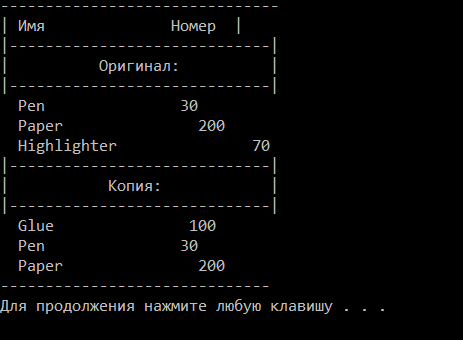 -------------------------------
| Имя              Номер  |
|-----------------------------|
|          Оригинал:          |
|-----------------------------|
  Pen               30
  Paper               200
  Highlighter               70
|-----------------------------|
|           Копия:            |
|-----------------------------|
  Glue               100
  Pen               30
  Paper               200
------------------------------
Для продолжения нажмите любую клавишу . . .